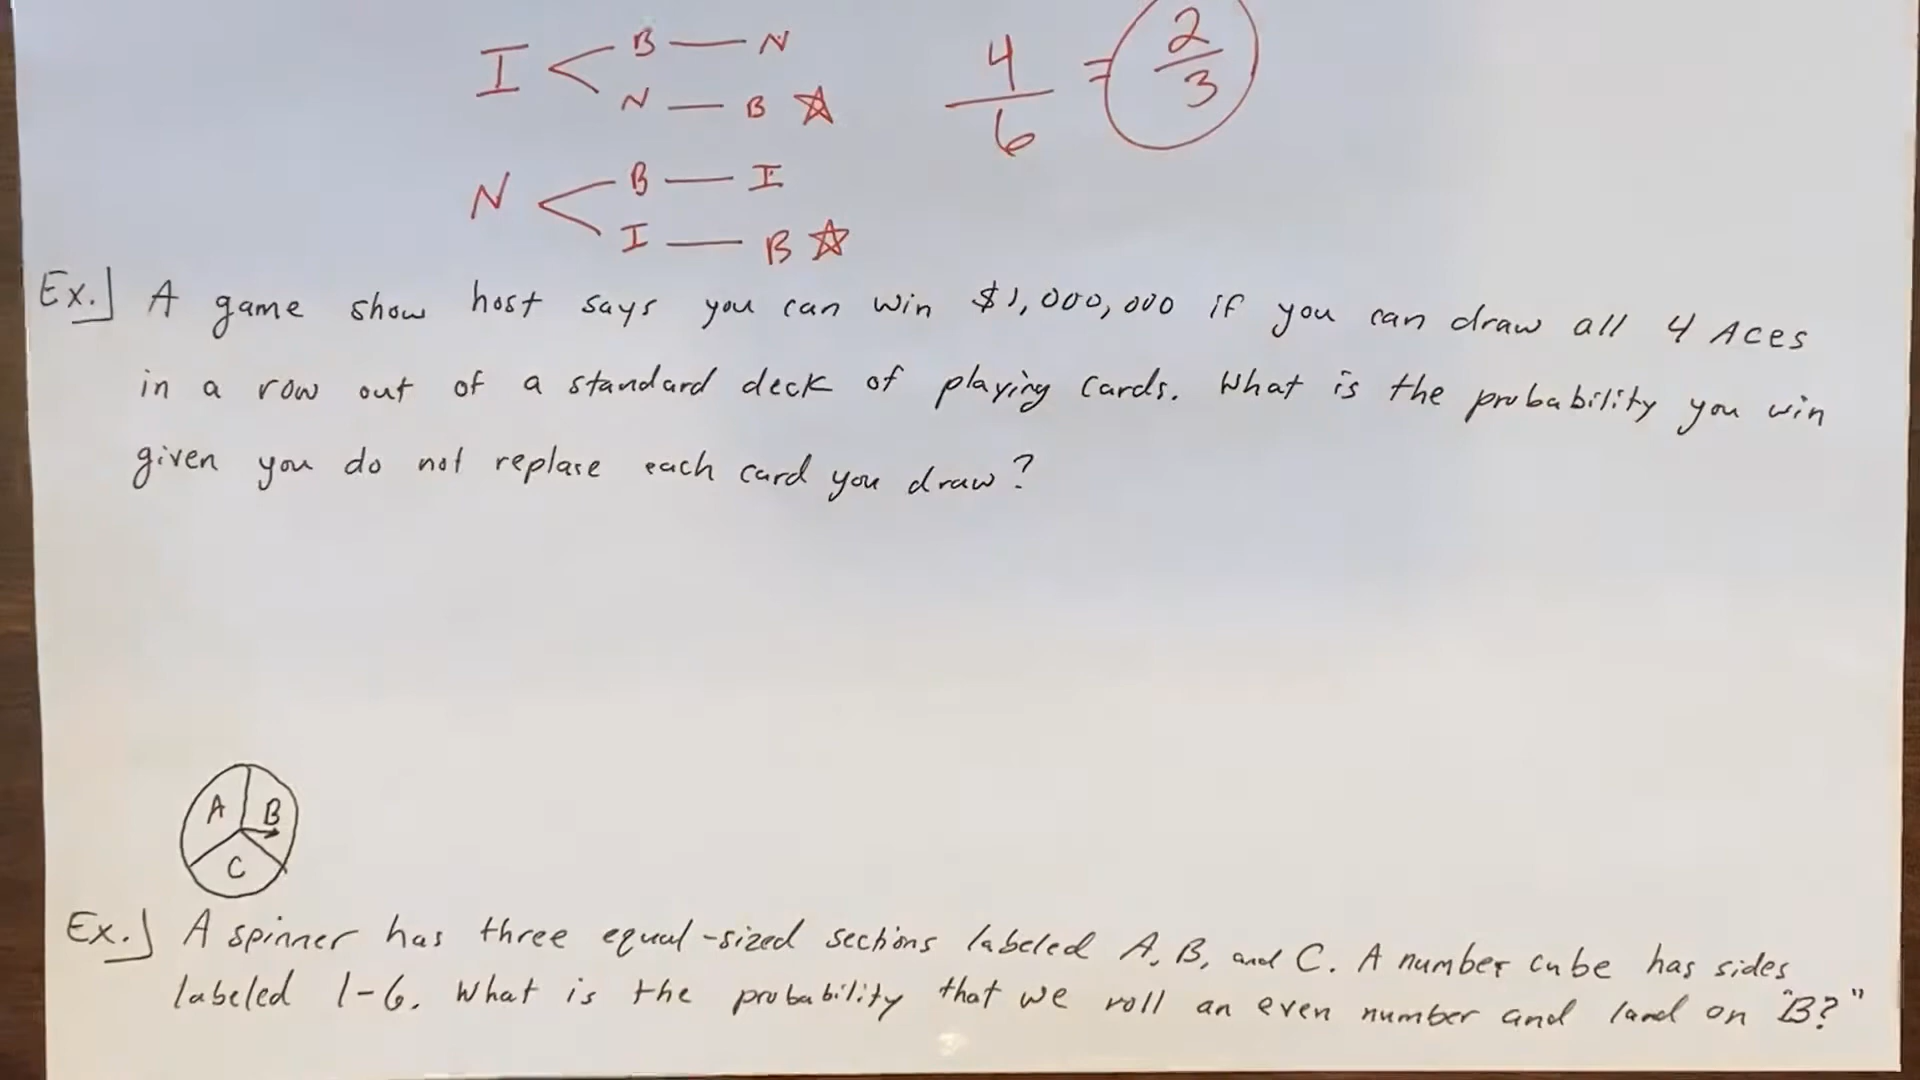 I < B — N
N — B ☆
4/6 = 2/3
N < B — I
I — B ☆
Ex.] A game show host says you can win $1,000,000 if you can draw all 4 Aces
in a row out of a standard deck of playing cards. What is the probability you win
given you do not replase each card you draw?
A B
C
Ex.] A spinner has three equal-sized sections labeled A, B, and C. A number cube has sides
labeled 1-6. What is the probability that we roll an even number and land on "B?"